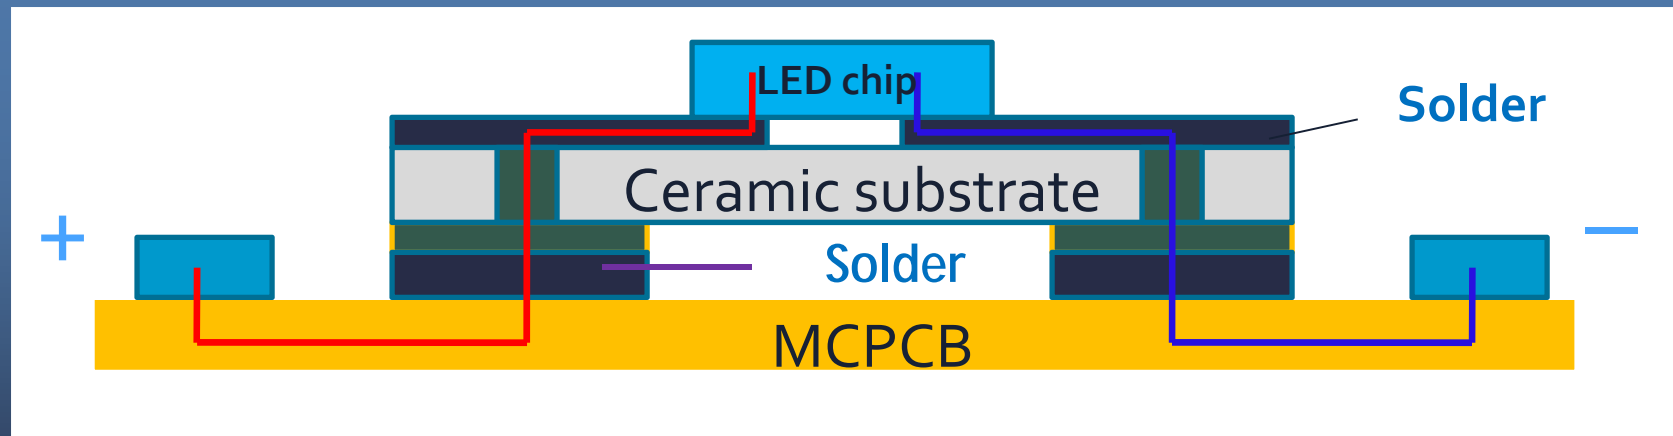 LED chip
Solder
Ceramic substrate
+
−
Solder
MCPCB